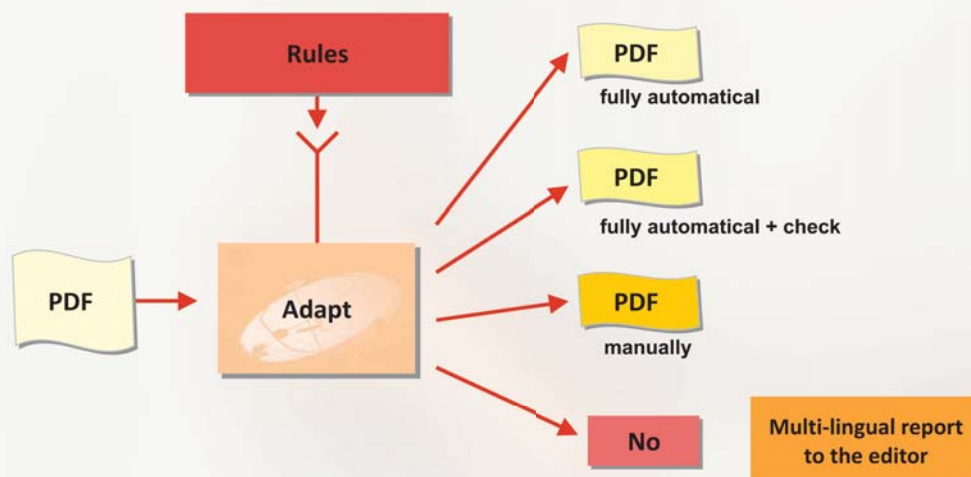 Rules
PDF
fully automatical
PDF
fully automatical + check
PDF
Adapt
PDF
manually
No
Multi-lingual report
to the editor